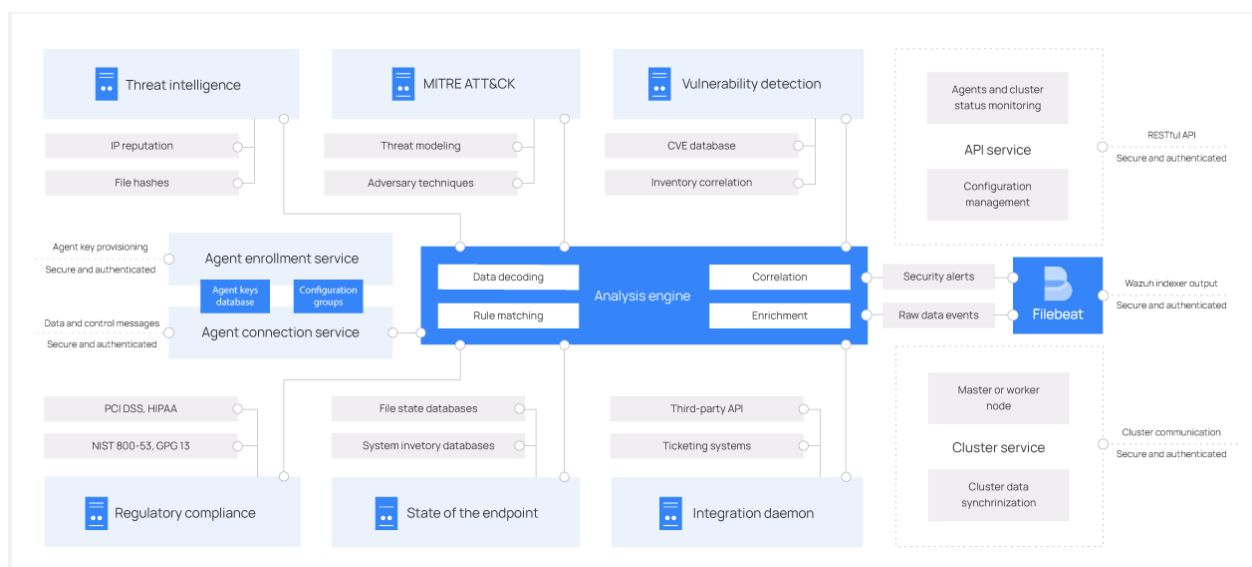 Threat intelligence
MITRE ATT&CK
Vulnerability detection
IP reputation
File hashes
Threat modeling
Adversary techniques
CVE database
Inventory correlation
Agents and cluster
status monitoring
API service
Configuration
management
RESTful API
Secure and authenticated
Agent key provisioning
Secure and authenticated
Agent enrollment service
Agent keys
database
Configuration
groups
Data and control messages
Secure and authenticated
Agent connection service
Data decoding
Rule matching
Analysis engine
Correlation
Enrichment
Security alerts
Raw data events
Filebeat
Wazuh indexer output
Secure and authenticated
PCI DSS, HIPAA
NIST 800-53, GPG 13
Regulatory compliance
File state databases
System invetory databases
State of the endpoint
Third-party API
Ticketing systems
Integration daemon
Master or worker
node
Cluster service
Cluster data
synchrinization
Cluster communication
Secure and authenticated